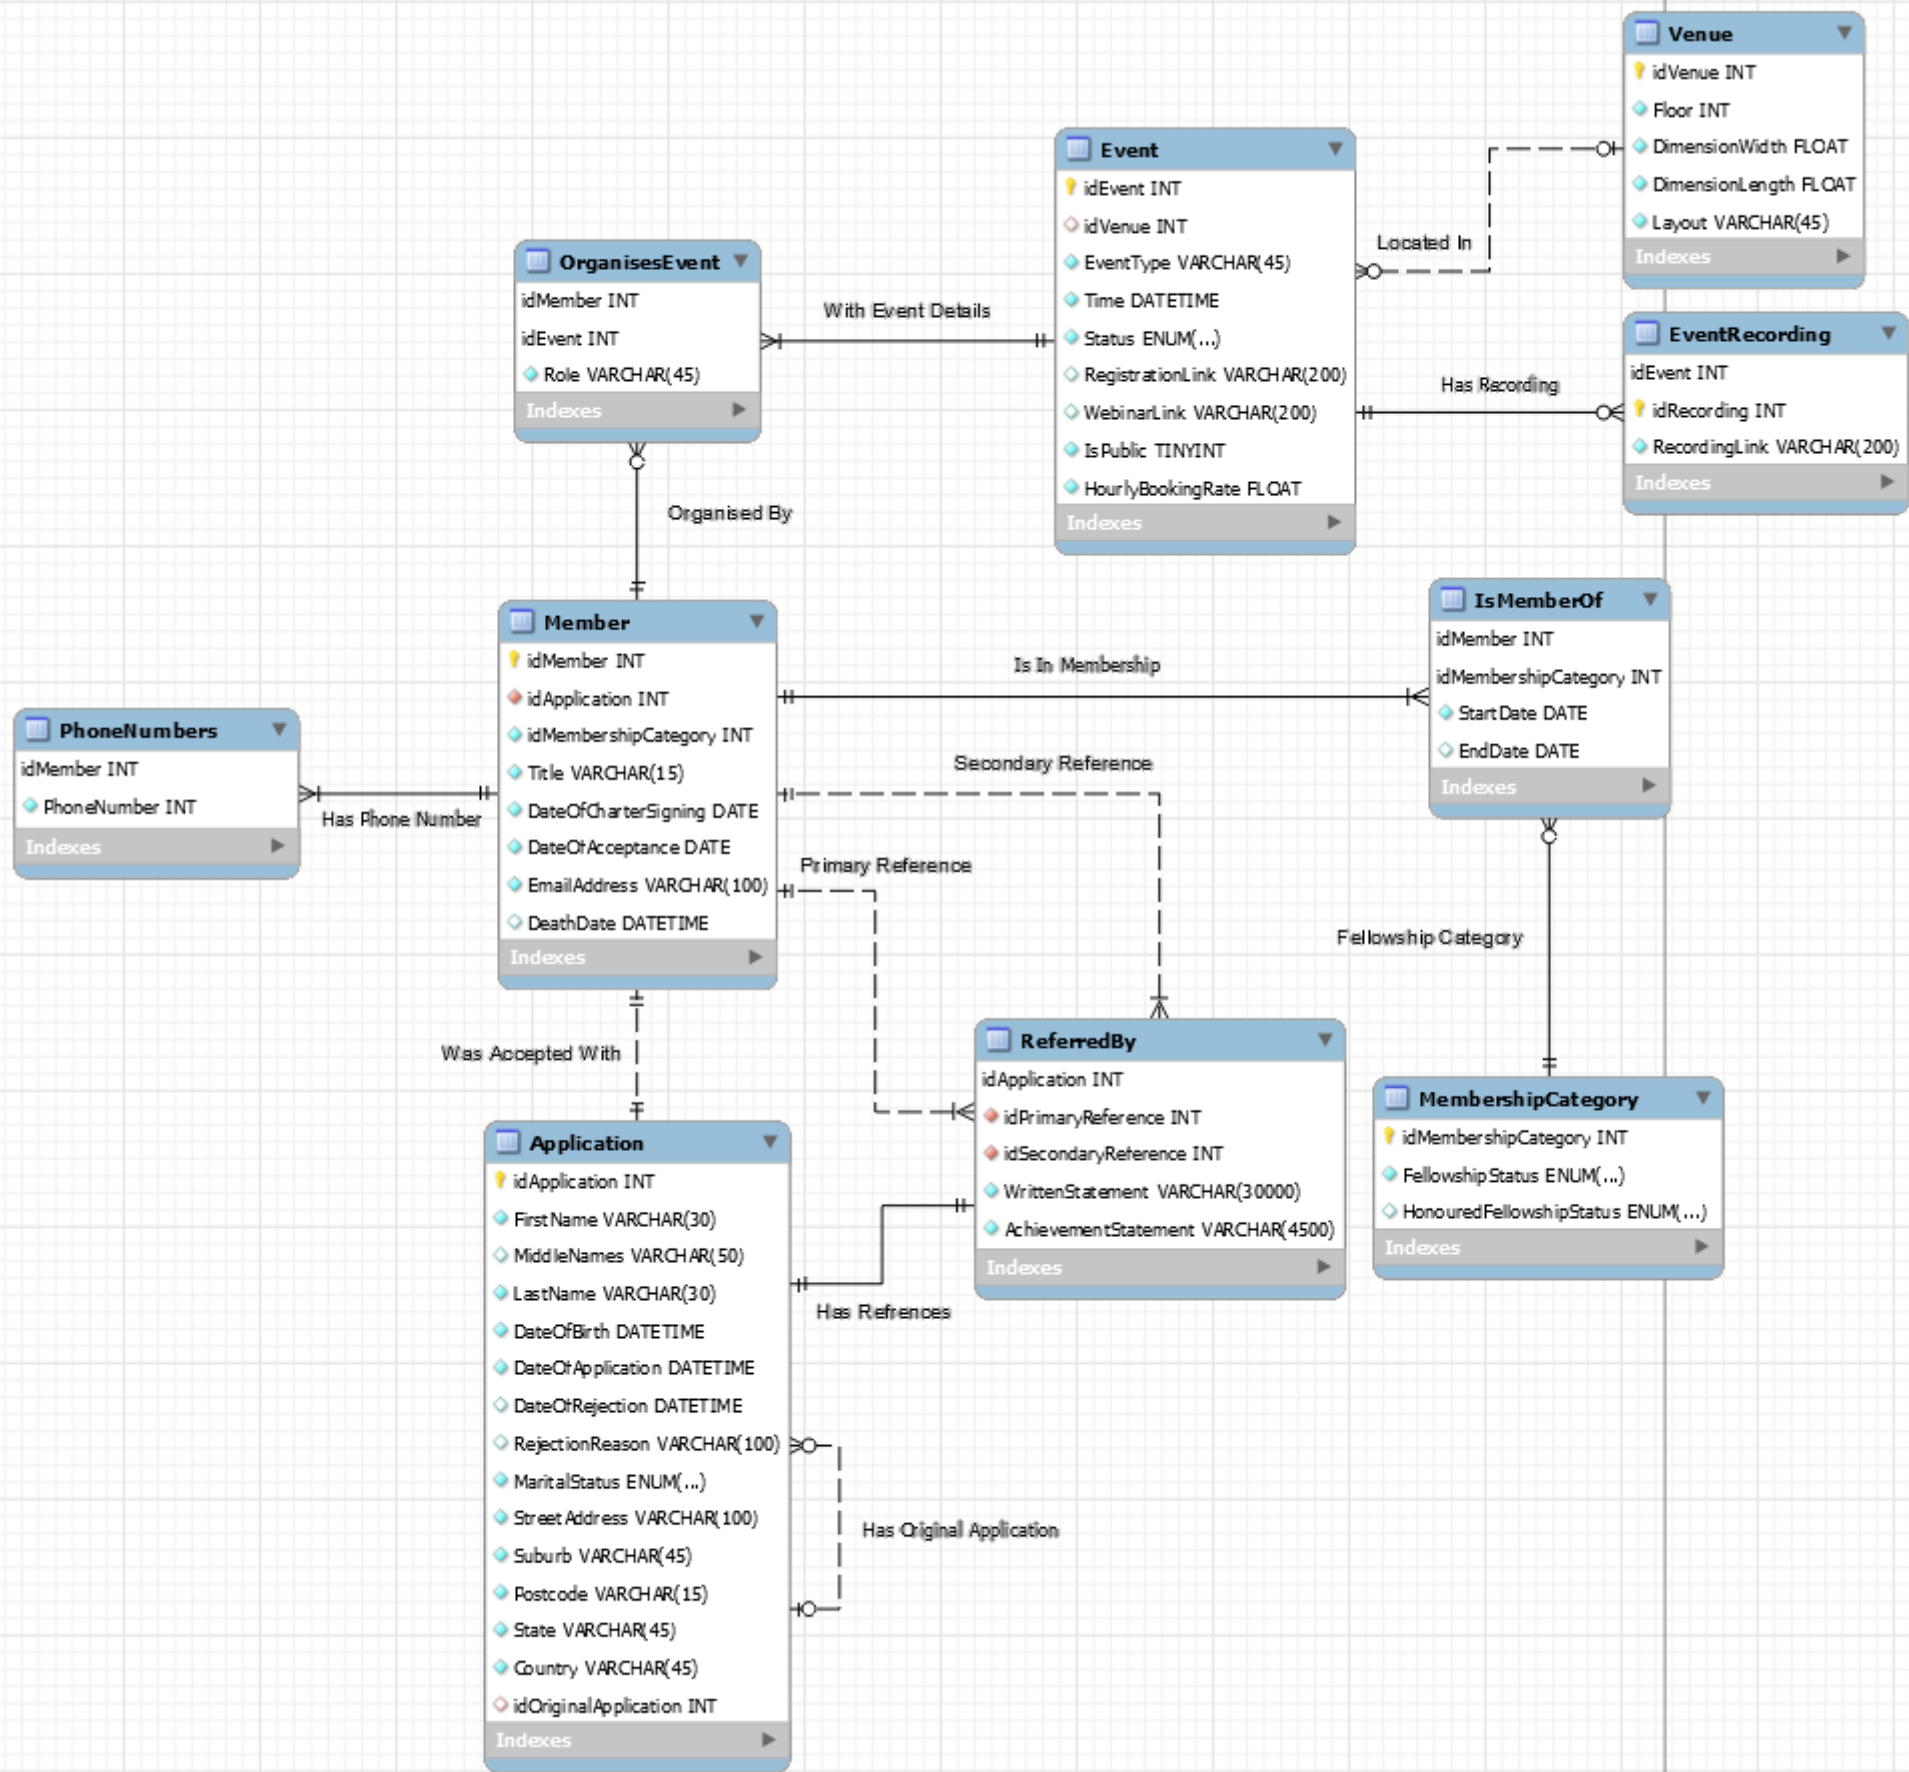 Venue
idVenue INT
Floor INT
DimensionWidth FLOAT
DimensionLength FLOAT
Layout VARCHAR(45)
Indexes
Event
idEvent INT
idVenue INT
EventType VARCHAR(45)
Time DATETIME
Status ENUM(...)
RegistrationLink VARCHAR(200)
WebinarLink VARCHAR(200)
IsPublic TINYINT
HourlyBookingRate FLOAT
Indexes
Located In
OrganisesEvent
idMember INT
idEvent INT
Role VARCHAR(45)
Indexes
With Event Details
EventRecording
idEvent INT
idRecording INT
RecordingLink VARCHAR(200)
Indexes
Has Recording
Organised By
Member
idMember INT
idApplication INT
idMembershipCategory INT
Title VARCHAR(15)
DateOfCharterSigning DATE
DateOfAcceptance DATE
EmailAddress VARCHAR(100)
DeathDate DATETIME
Indexes
Is In Membership
IsMemberOf
idMember INT
idMembershipCategory INT
StartDate DATE
EndDate DATE
Indexes
PhoneNumbers
idMember INT
PhoneNumber INT
Indexes
Has Phone Number
Secondary Reference
Primary Reference
Fellowship Category
Was Accepted With
ReferredBy
idApplication INT
idPrimaryReference INT
idSecondaryReference INT
WrittenStatement VARCHAR(30000)
AchievementStatement VARCHAR(4500)
Indexes
MembershipCategory
idMembershipCategory INT
FellowshipStatus ENUM(...)
HonouredFellowshipStatus ENUM(...)
Indexes
Application
idApplication INT
FirstName VARCHAR(30)
MiddleNames VARCHAR(50)
LastName VARCHAR(30)
DateOfBirth DATETIME
DateOfApplication DATETIME
DateOfRejection DATETIME
RejectionReason VARCHAR(100)
MaritalStatus ENUM(...)
StreetAddress VARCHAR(100)
Suburb VARCHAR(45)
Postcode VARCHAR(15)
State VARCHAR(45)
Country VARCHAR(45)
idOriginalApplication INT
Indexes
Has Refrences
Has Original Application